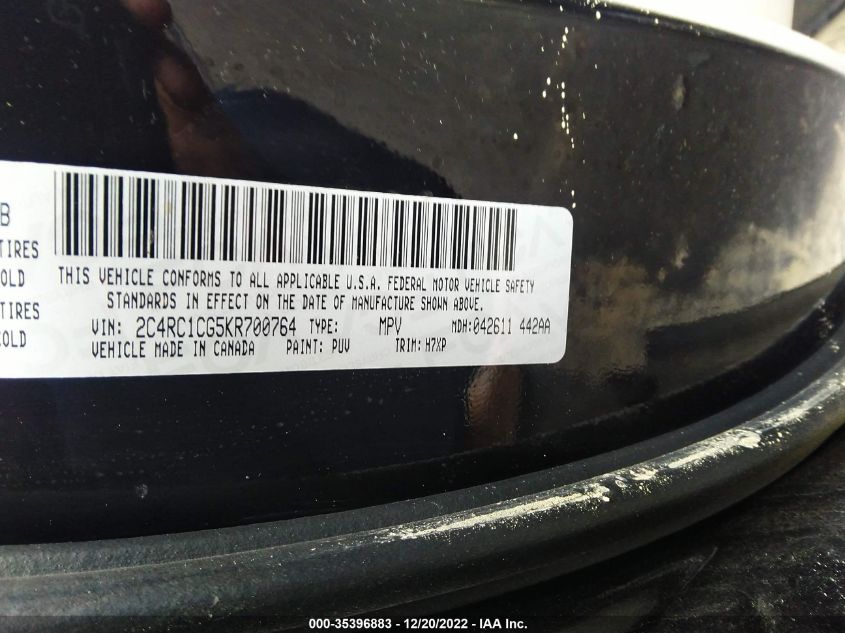 B
TIRES
COLD
TIRES
COLD
THIS VEHICLE CONFORMS TO ALL APPLICABLE U.S.A. FEDERAL MOTOR VEHICLE SAFETY
STANDARDS IN EFFECT ON THE DATE OF MANUFACTURE SHOWN ABOVE.
VIN: 2C4RC1CG5KR700764 TYPE: MPV MDH:042611 442AA
VEHICLE MADE IN CANADA PAINT: PUV TRIM: H7XP
000-35396883 - 12/20/2022 - IAA Inc.